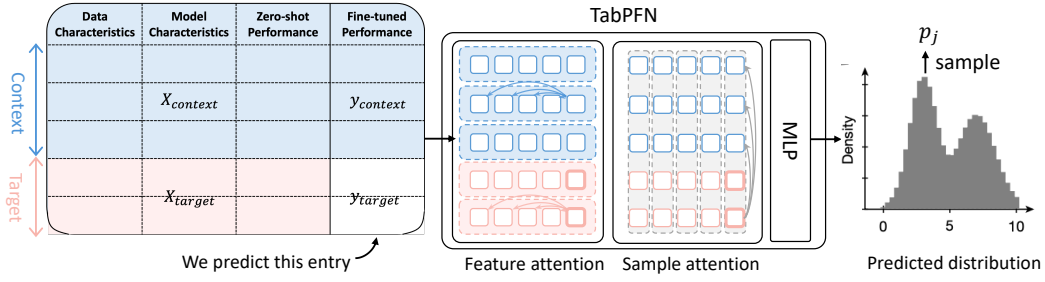 Data Characteristics
Model Characteristics
Zero-shot Performance
Fine-tuned Performance
Context
Target
X_context
y_context
X_target
y_target
We predict this entry
TabPFN
MLP
Feature attention
Sample attention
p_j
sample
Density
0
5
10
Predicted distribution